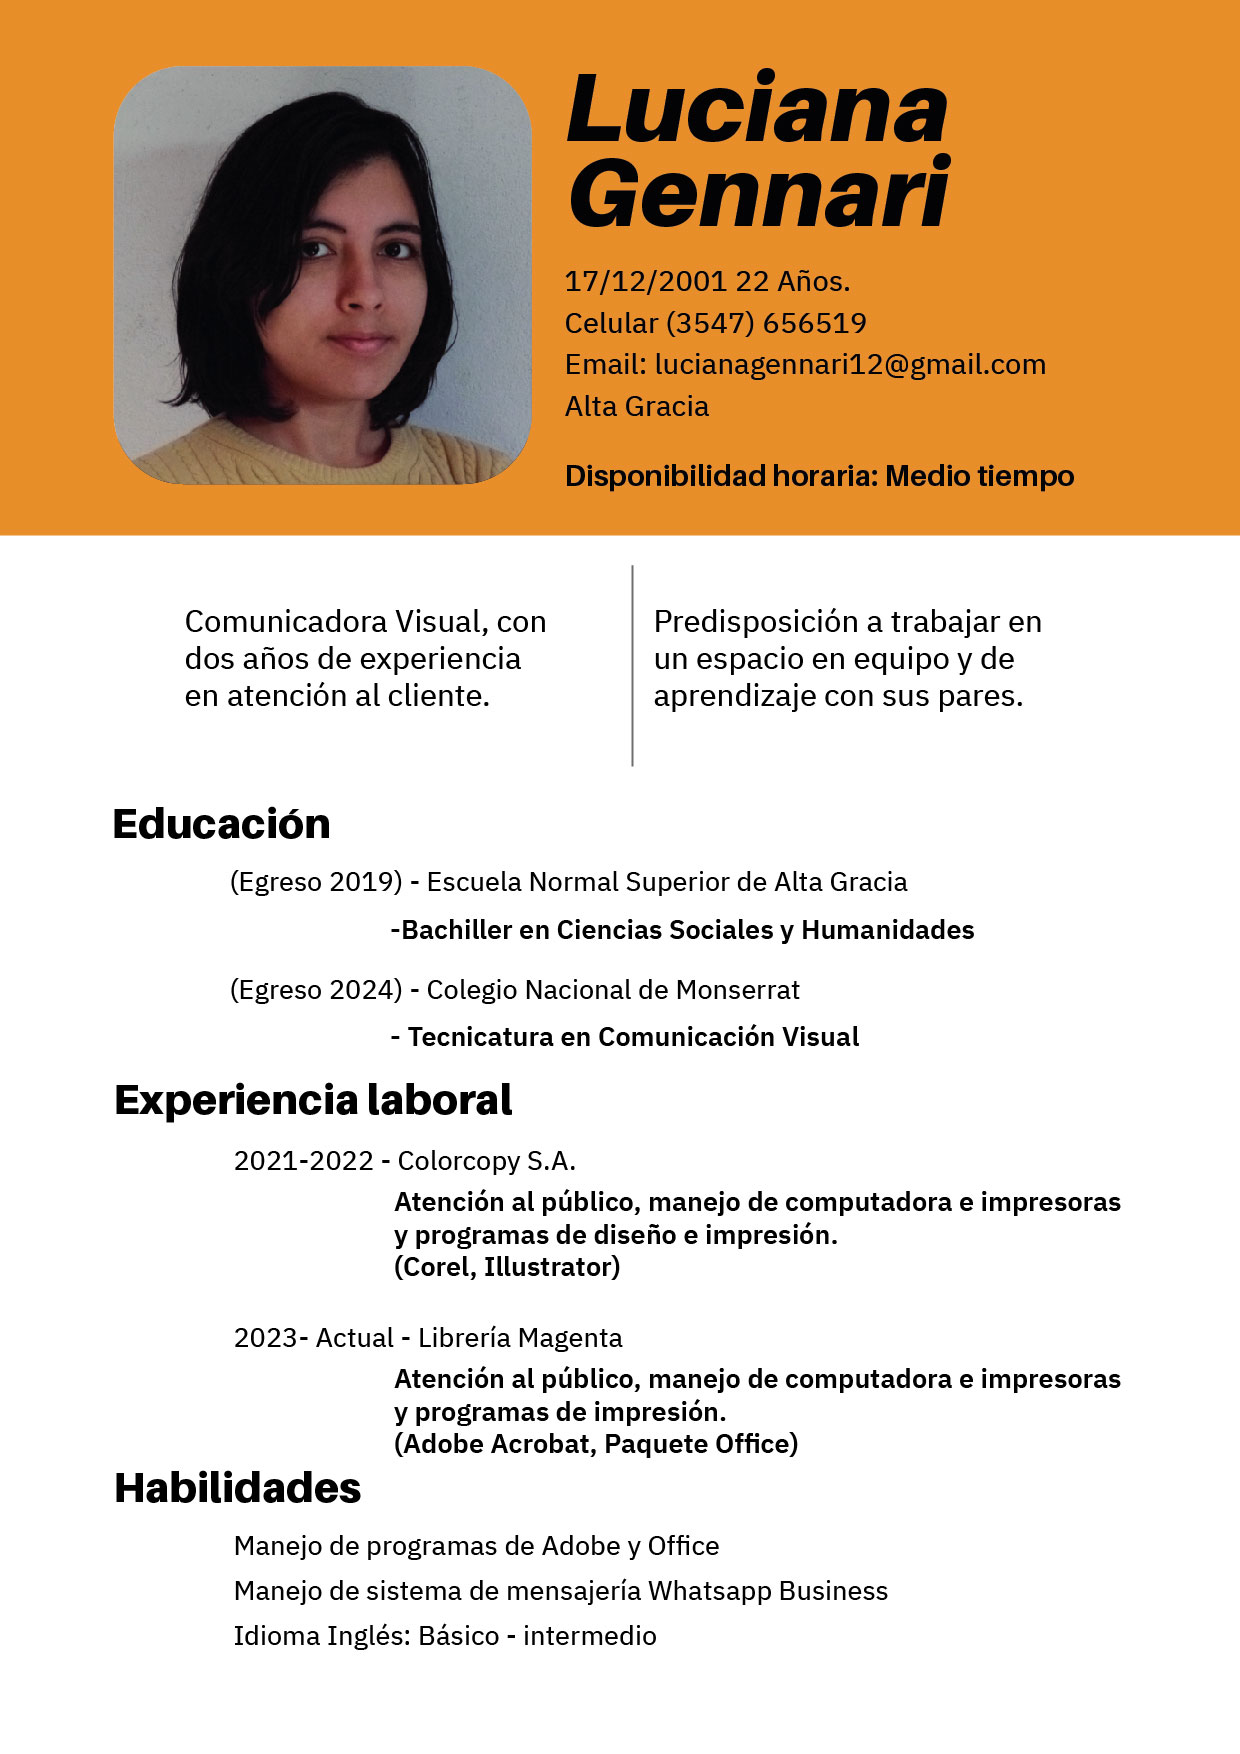 Luciana
Gennari
17/12/2001 22 Años.
Celular (3547) 656519
Email: lucianagennari12@gmail.com
Alta Gracia
Disponibilidad horaria: Medio tiempo
Comunicadora Visual, con
dos años de experiencia
en atención al cliente.
Predisposición a trabajar en
un espacio en equipo y de
aprendizaje con sus pares.
Educación
(Egreso 2019) - Escuela Normal Superior de Alta Gracia
-Bachiller en Ciencias Sociales y Humanidades
(Egreso 2024) - Colegio Nacional de Monserrat
- Tecnicatura en Comunicación Visual
Experiencia laboral
2021-2022 - Colorcopy S.A.
Atención al público, manejo de computadora e impresoras
y programas de diseño e impresión.
(Corel, Illustrator)
2023- Actual - Librería Magenta
Atención al público, manejo de computadora e impresoras
y programas de impresión.
(Adobe Acrobat, Paquete Office)
Habilidades
Manejo de programas de Adobe y Office
Manejo de sistema de mensajería Whatsapp Business
Idioma Inglés: Básico - intermedio